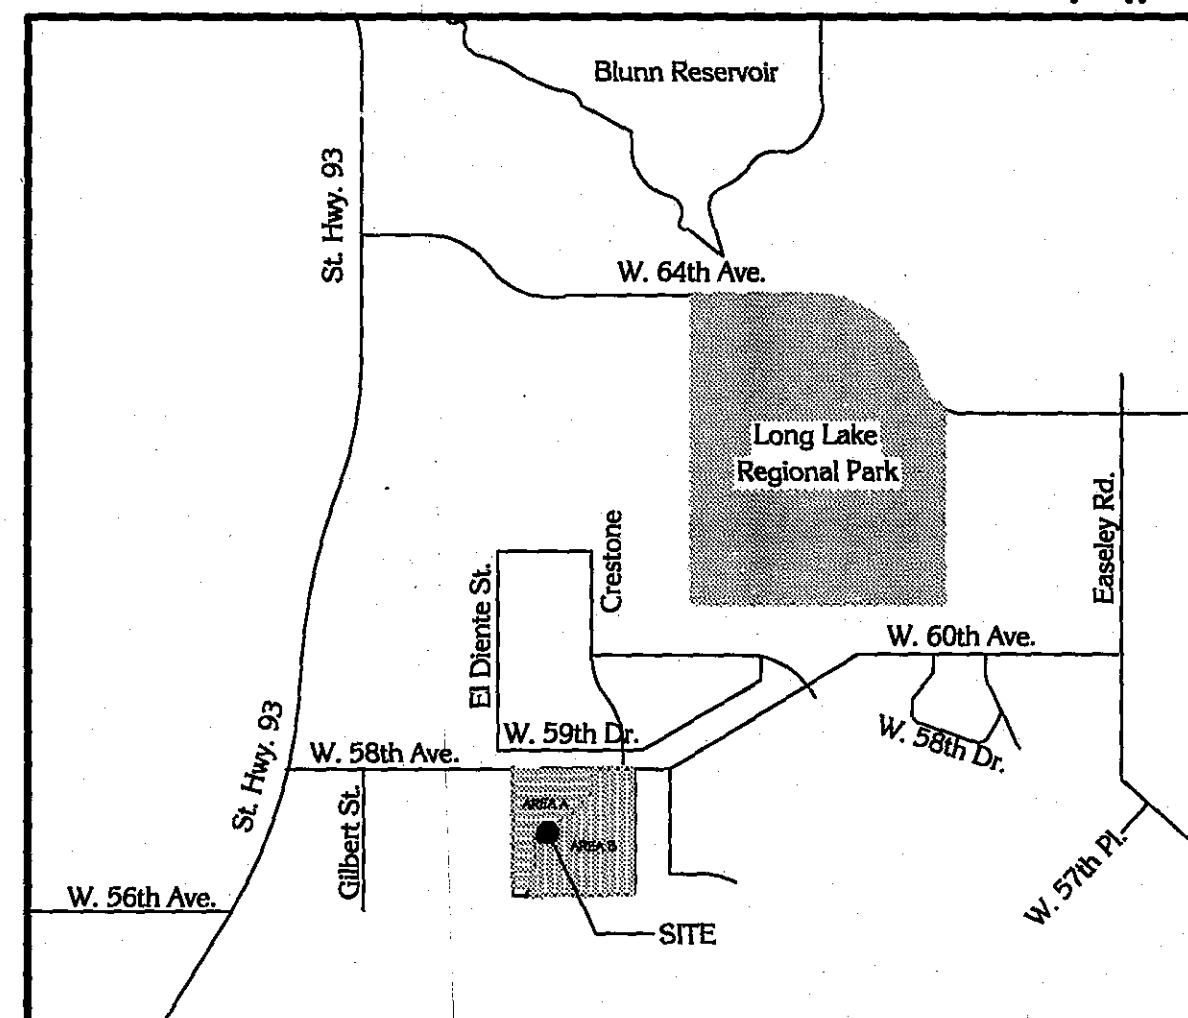 Blunn Reservoir
St. Hwy. 93
W. 64th Ave.
Long Lake
Regional Park
Easeley Rd.
Crestone
El Diente St.
W. 60th Ave.
W. 59th Dr.
W. 58th Dr.
St. Hwy. 93
W. 58th Ave.
Gilbert St.
AREA A
AREA B
W. 57th Pl.
W. 56th Ave.
SITE